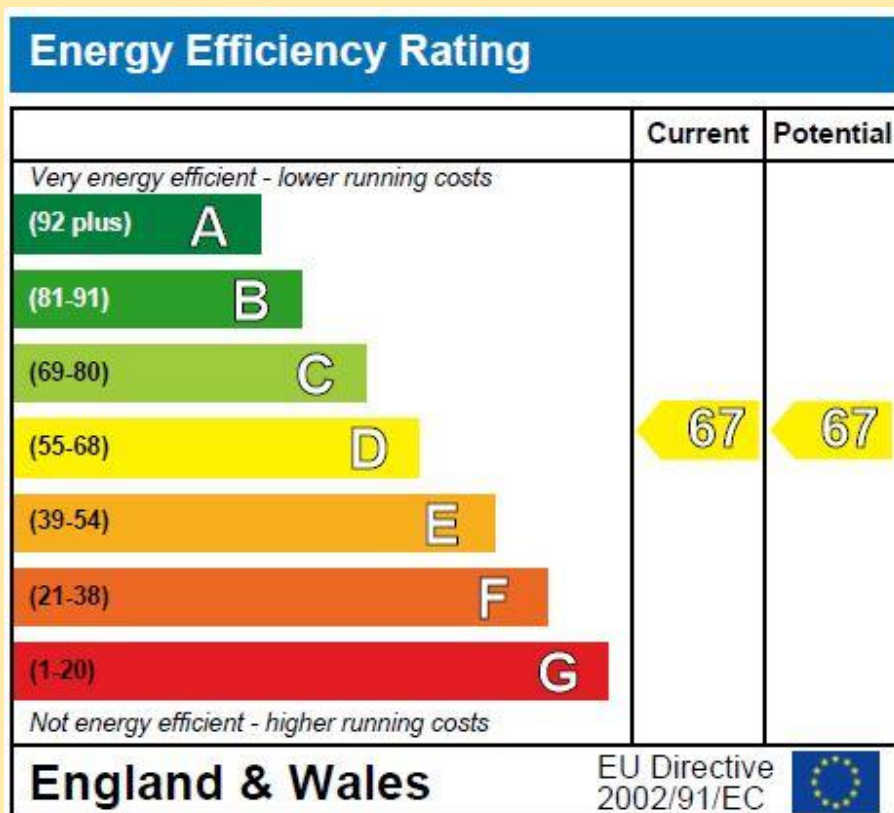 Energy Efficiency Rating
Current Potential
Very energy efficient - lower running costs
(92 plus) A
(81-91) B
(69-80) C
(55-68) D
67 67
(39-54) E
(21-38) F
(1-20) G
Not energy efficient - higher running costs
England & Wales
EU Directive
2002/91/EC